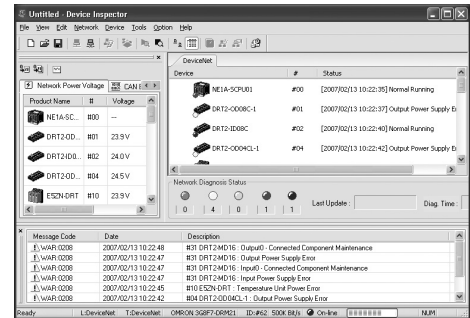 Untitled - Device Inspector
File View Edit Network Device Tools Option Help
Network Power Voltage CAN
Product Name # Voltage
NE1A-SC... #00 ---
DRT2-OD... #01 23.9 V
DRT2-ID0... #02 24.0 V
DRT2-OD... #04 24.5 V
E5ZN-DRT #10 23.9 V
DeviceNet
Device # Status
NE1A-SCPU01 #00 [2007/02/13 10:22:35] Normal Running
DRT2-OD08C-1 #01 [2007/02/13 10:22:37] Output Power Supply E
DRT2-ID08C #02 [2007/02/13 10:22:40] Normal Running
DRT2-OD04CL-1 #04 [2007/02/13 10:22:42] Output Power Supply E
Network Diagnosis Status
0 4 0 1 1 Last Update : Diag. Time :
Message Code Date Description
WAR:0208 2007/02/13 10:22:48 #31 DRT2-MD16 : Output0 - Connected Component Maintenance
WAR:0208 2007/02/13 10:22:47 #31 DRT2-MD16 : Output Power Supply Error
WAR:0208 2007/02/13 10:22:47 #31 DRT2-MD16 : Input0 - Connected Component Maintenance
WAR:0208 2007/02/13 10:22:47 #31 DRT2-MD16 : Input Power Supply Error
WAR:0208 2007/02/13 10:22:45 #10 E5ZN-DRT : Temperature Unit Power Error
WAR:0208 2007/02/13 10:22:42 #04 DRT2-OD04CL-1 : Output Power Supply Error
Ready L:DeviceNet T:DeviceNet OMRON 3G8F7-DRM21 ID:#62 500K Bit/s On-line NUM